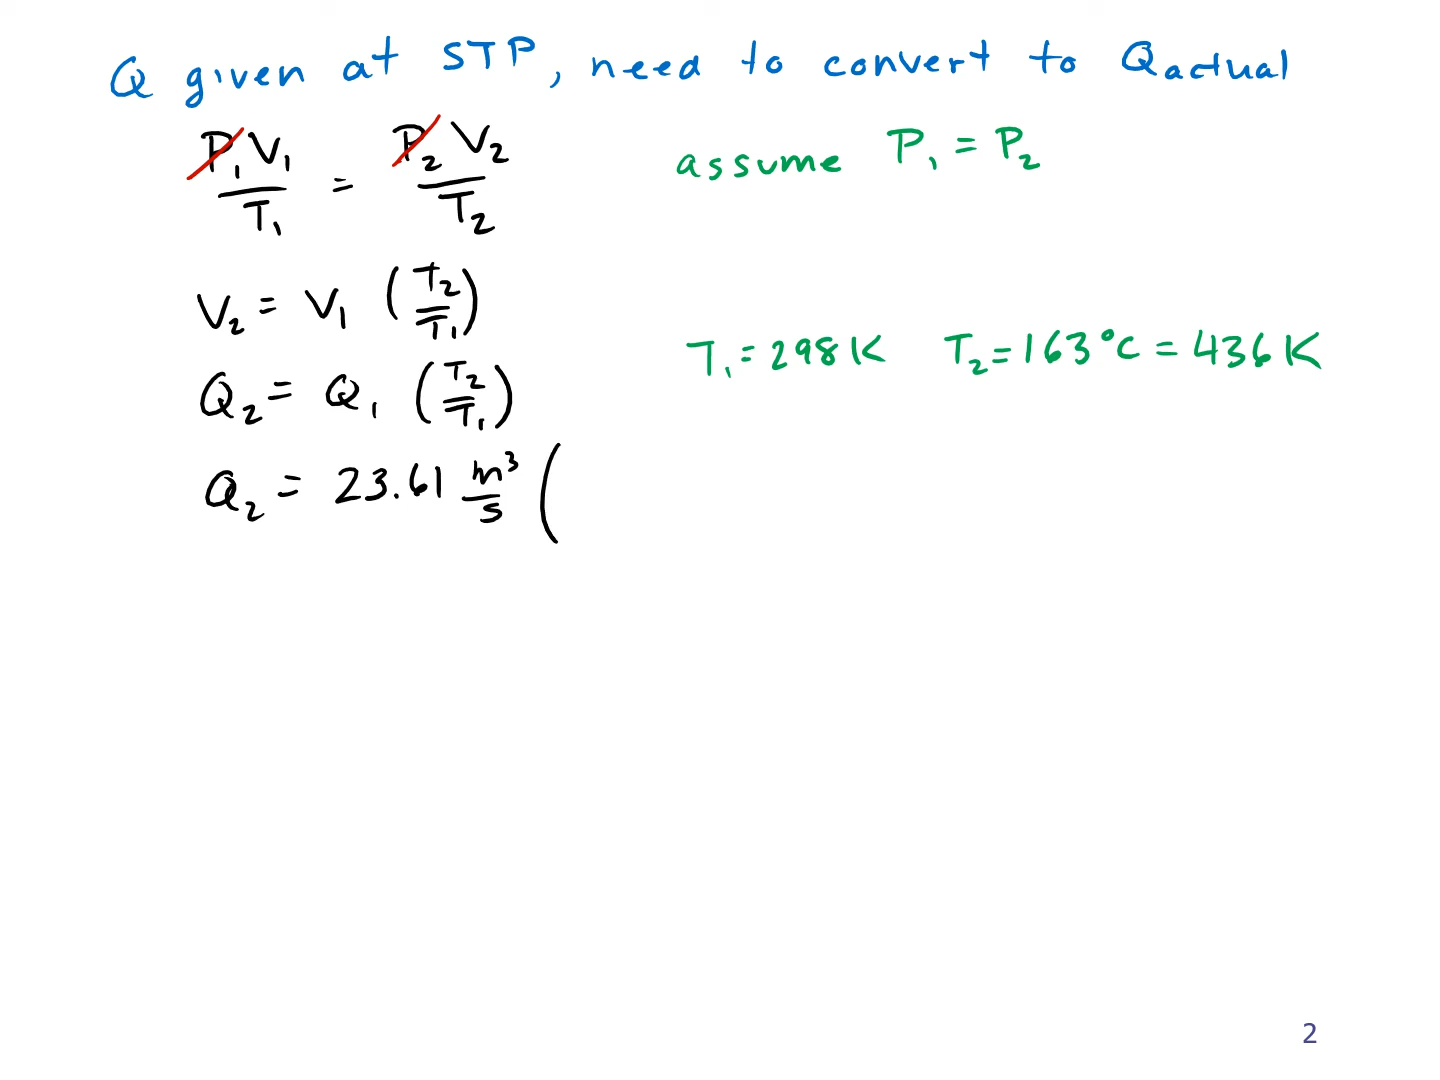 Q given at STP, need to convert to Qactual
P₁V₁/T₁ = P₂V₂/T₂ assume P₁ = P₂
V₂ = V₁ (T₂/T₁)
T₁ = 298 K T₂ = 163 °C = 436 K
Q₂ = Q₁ (T₂/T₁)
Q₂ = 23.61 m³/s (
2